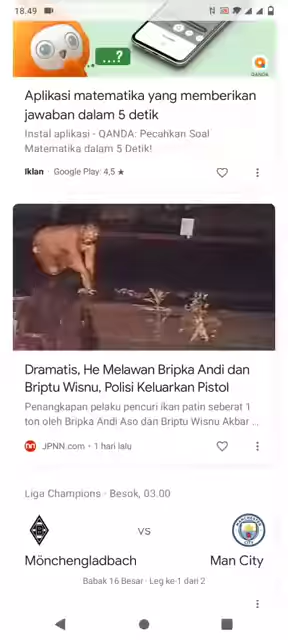 18.49
...?
QANDA
Aplikasi matematika yang memberikan
jawaban dalam 5 detik
Instal aplikasi - QANDA: Pecahkan Soal
Matematika dalam 5 Detik!
Iklan · Google Play: 4,5 ★
Dramatis, He Melawan Bripka Andi dan
Briptu Wisnu, Polisi Keluarkan Pistol
Penangkapan pelaku pencuri ikan patin seberat 1
ton oleh Bripka Andi Aso dan Briptu Wisnu Akbar ...
JPNN.com • 1 hari lalu
Liga Champions · Besok, 03.00
VS
Mönchengladbach
Man City
Babak 16 Besar · Leg ke-1 dari 2